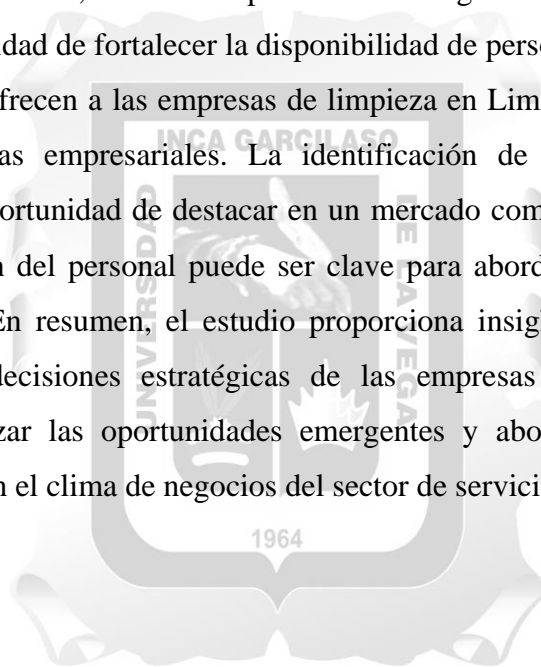 idad de fortalecer la disponibilidad de perso
frecen a las empresas de limpieza en Lim
INCA GARCILASO
as empresariales. La identificación de
ortunidad de destacar en un mercado com
n del personal puede ser clave para abord
En resumen, el estudio proporciona insig
decisiones estratégicas de las empresas
zar las oportunidades emergentes y abo
n el clima de negocios del sector de servici
UNIVERSIDAD
DE LA VEGA
1964